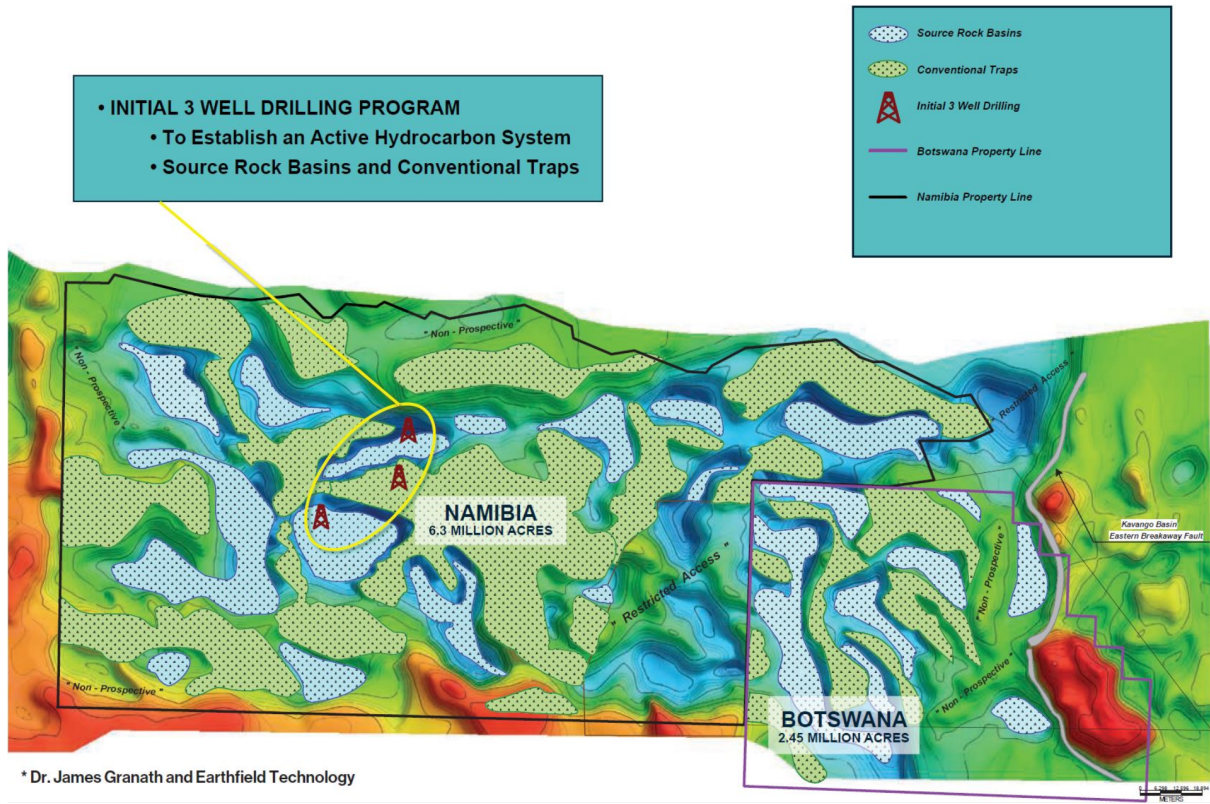 • INITIAL 3 WELL DRILLING PROGRAM
• To Establish an Active Hydrocarbon System
• Source Rock Basins and Conventional Traps
Source Rock Basins
Conventional Traps
Initial 3 Well Drilling
Botswana Property Line
Namibia Property Line
" Non - Prospective "
" Non - Prospective "
" Restricted Access "
NAMIBIA
6.3 MILLION ACRES
Kavango Basin
Eastern Breakaway Fault
" Restricted Access "
" Non - Prospective "
" Non - Prospective "
" Non - Prospective "
BOTSWANA
2.45 MILLION ACRES
* Dr. James Granath and Earthfield Technology
METERS